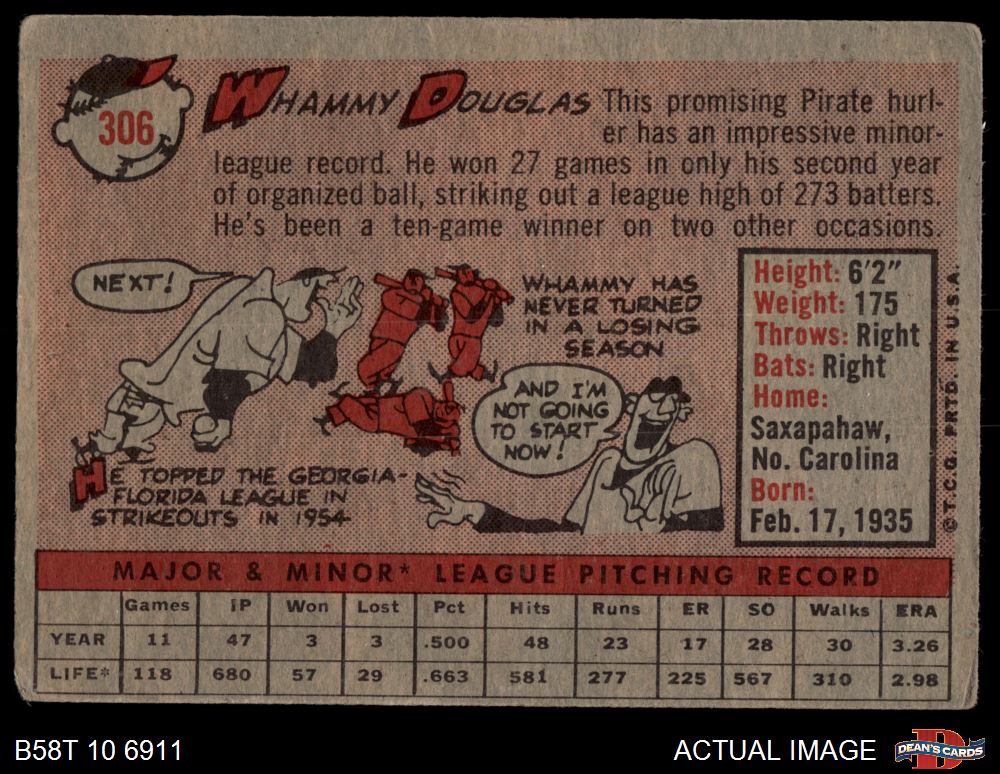 306
WHAMMY DOUGLAS This promising Pirate hurl-
er has an impressive minor-
league record. He won 27 games in only his second year
of organized ball, striking out a league high of 273 batters.
He's been a ten-game winner on two other occasions.
NEXT!
HE TOPPED THE GEORGIA-
FLORIDA LEAGUE IN
STRIKEOUTS IN 1954
WHAMMY HAS
NEVER TURNED
IN A LOSING
SEASON
AND I'M
NOT GOING
TO START
NOW!
Height: 6'2"
Weight: 175
Throws: Right
Bats: Right
Home:
Saxapahaw,
No. Carolina
Born:
Feb. 17, 1935
© T.C.G. PRTD. IN U.S.A.
MAJOR & MINOR* LEAGUE PITCHING RECORD
Games IP Won Lost Pct Hits Runs ER SO Walks ERA
YEAR 11 47 3 3 .500 48 23 17 28 30 3.26
LIFE* 118 680 57 29 .663 581 277 225 567 310 2.98
B58T 10 6911
ACTUAL IMAGE
D
DEAN'S CARDS